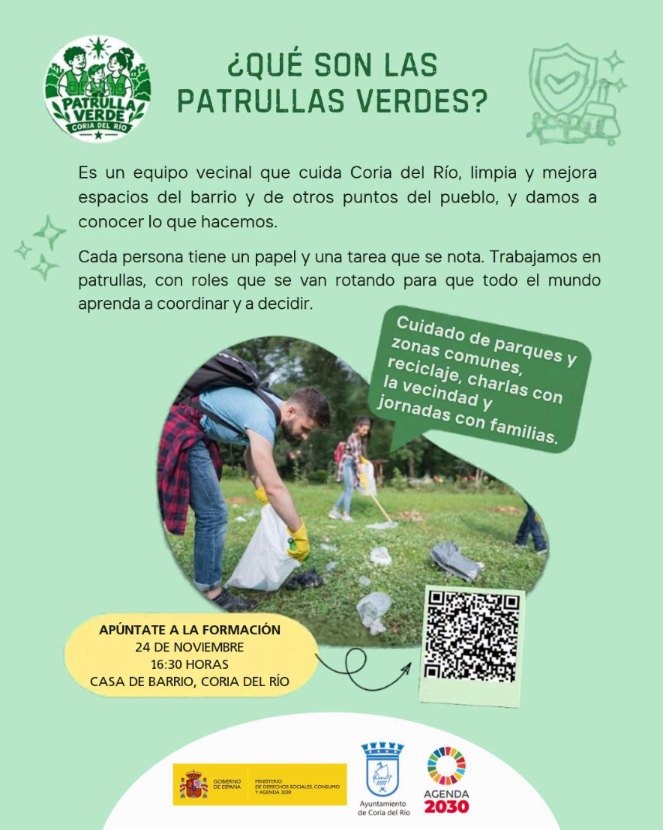 PATRULLA
VERDE
CORIA DEL RÍO
¿QUÉ SON LAS
PATRULLAS VERDES?
Es un equipo vecinal que cuida Coria del Río, limpia y mejora
espacios del barrio y de otros puntos del pueblo, y damos a
conocer lo que hacemos.
Cada persona tiene un papel y una tarea que se nota. Trabajamos en
patrullas, con roles que se van rotando para que todo el mundo
aprenda a coordinar y a decidir.
Cuidado de parques y
zonas comunes,
reciclaje, charlas con
la vecindad y
jornadas con familias.
APÚNTATE A LA FORMACIÓN
24 DE NOVIEMBRE
16:30 HORAS
CASA DE BARRIO, CORIA DEL RÍO
GOBIERNO
DE ESPAÑA
MINISTERIO
DE DERECHOS SOCIALES, CONSUMO
Y AGENDA 2030
Ayuntamiento
de Coria del Río
AGENDA
2030